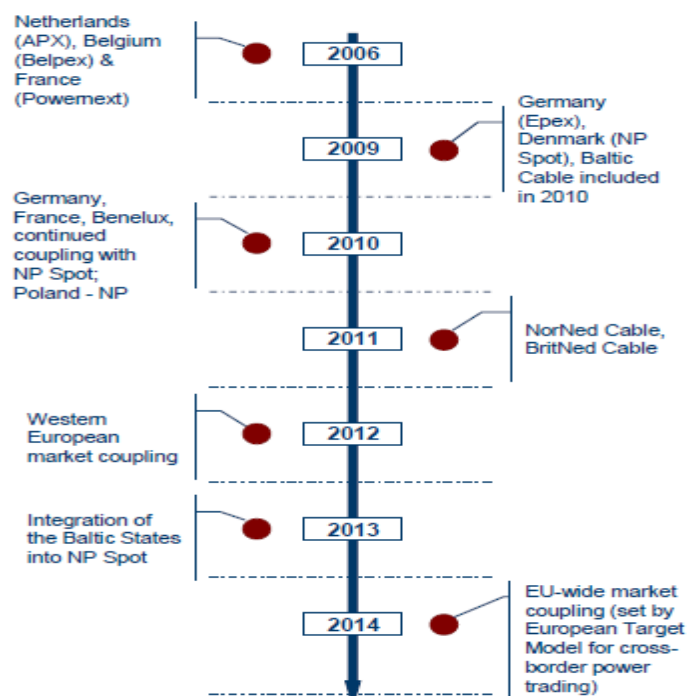 Netherlands
(APX), Belgium
(Belpex) &
France
(Powernext)
2006
Germany
(Epex),
Denmark (NP
Spot), Baltic
Cable included
in 2010
2009
Germany,
France, Benelux,
continued
coupling with
NP Spot;
Poland - NP
2010
NorNed Cable,
BritNed Cable
2011
Western
European
market coupling
2012
Integration of
the Baltic States
into NP Spot
2013
EU-wide market
coupling (set by
European Target
Model for cross-
border power
trading)
2014